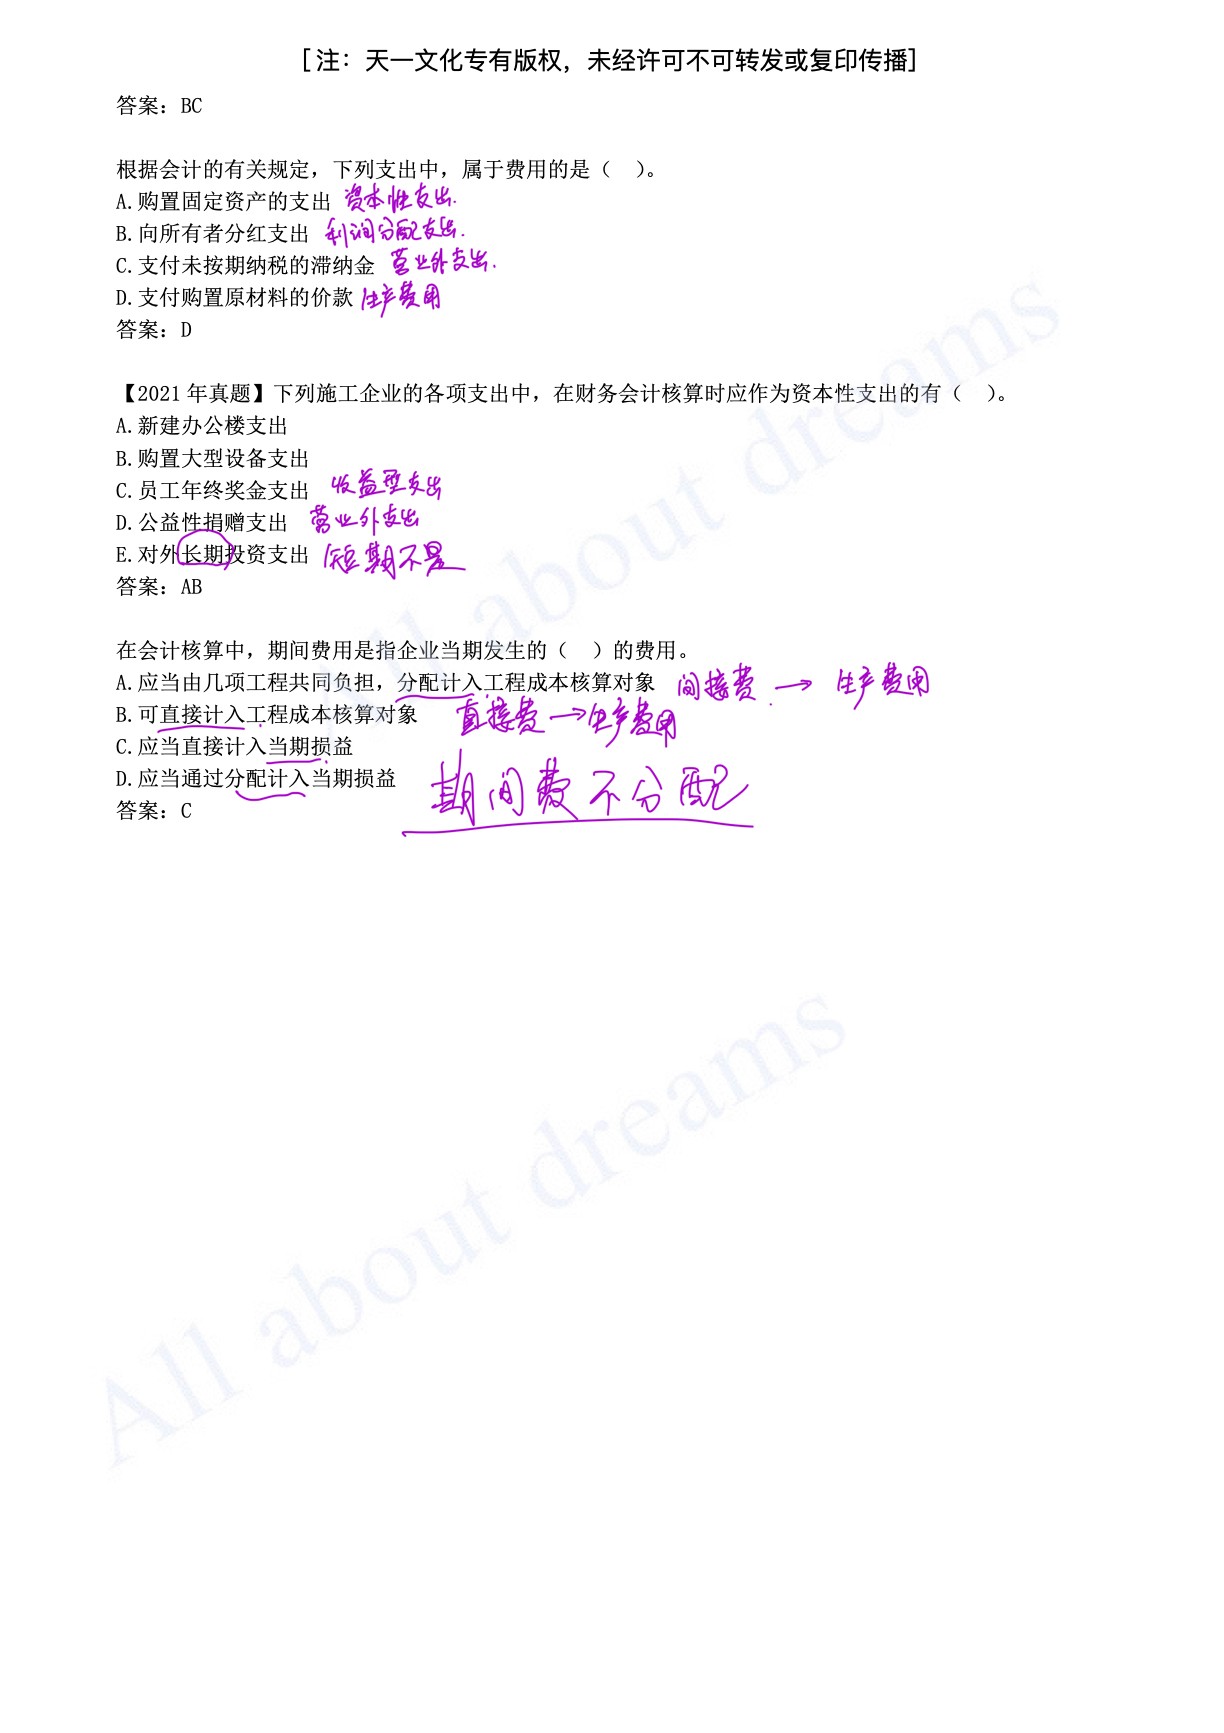 [注：天一文化专有版权，未经许可不可转发或复印传播]
答案：BC
根据会计的有关规定，下列支出中，属于费用的是（ ）。
A.购置固定资产的支出 资本性支出.
B.向所有者分红支出 利润分配支出.
C.支付未按期纳税的滞纳金 营业外支出.
D.支付购置原材料的价款 生产费用
答案：D
【2021年真题】下列施工企业的各项支出中，在财务会计核算时应作为资本性支出的有（ ）。
A.新建办公楼支出
B.购置大型设备支出
C.员工年终奖金支出 收益型支出
D.公益性捐赠支出 营业外支出
E.对外长期投资支出 短期不是
答案：AB
在会计核算中，期间费用是指企业当期发生的（ ）的费用。
A.应当由几项工程共同负担，分配计入工程成本核算对象 间接费 → 生产费用
B.可直接计入工程成本核算对象 直接费 → 生产费用
C.应当直接计入当期损益
D.应当通过分配计入当期损益 期间费不分配
答案：C
All about dreams
All about dreams